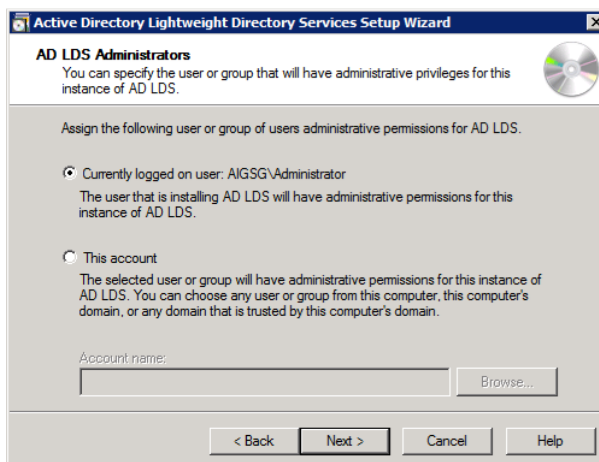 Active Directory Lightweight Directory Services Setup Wizard
AD LDS Administrators
You can specify the user or group that will have administrative privileges for this
instance of AD LDS.
Assign the following user or group of users administrative permissions for AD LDS.
Currently logged on user: AIGSG\Administrator
The user that is installing AD LDS will have administrative permissions for this
instance of AD LDS.
This account
The selected user or group will have administrative permissions for this instance of
AD LDS. You can choose any user or group from this computer, this computer's
domain, or any domain that is trusted by this computer's domain.
Account name:
Browse...
< Back Next > Cancel Help